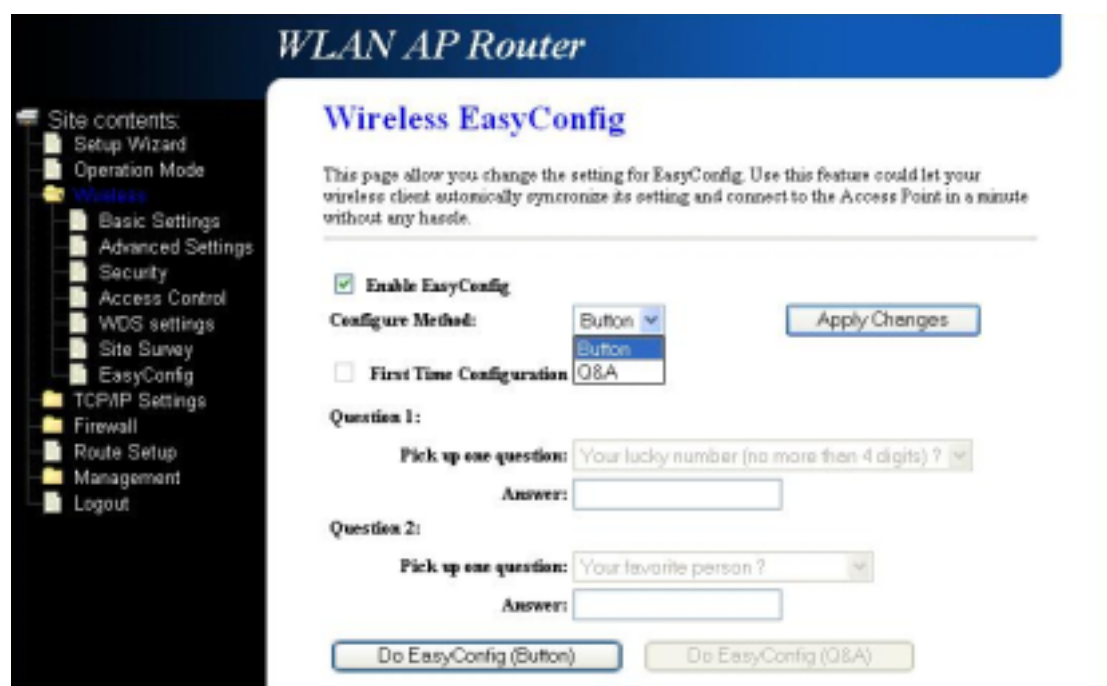 WLAN AP Router
Site contents:
Setup Wizard
Operation Mode
Wireless
Basic Settings
Advanced Settings
Security
Access Control
WDS settings
Site Survey
EasyConfig
TCP/IP Settings
Firewall
Route Setup
Management
Logout
Wireless EasyConfig
This page allow you change the setting for EasyConfig. Use this feature could let your
wireless client automically syncronize its setting and connect to the Access Point in a minute
without any hassle.
Enable EasyConfig
Configure Method: Button Apply Changes
Button
First Time Configuration Q&A
Question 1:
Pick up one question: Your lucky number (no more than 4 digits) ?
Answer:
Question 2:
Pick up one question: Your favorite person ?
Answer:
Do EasyConfig (Button) Do EasyConfig (Q&A)